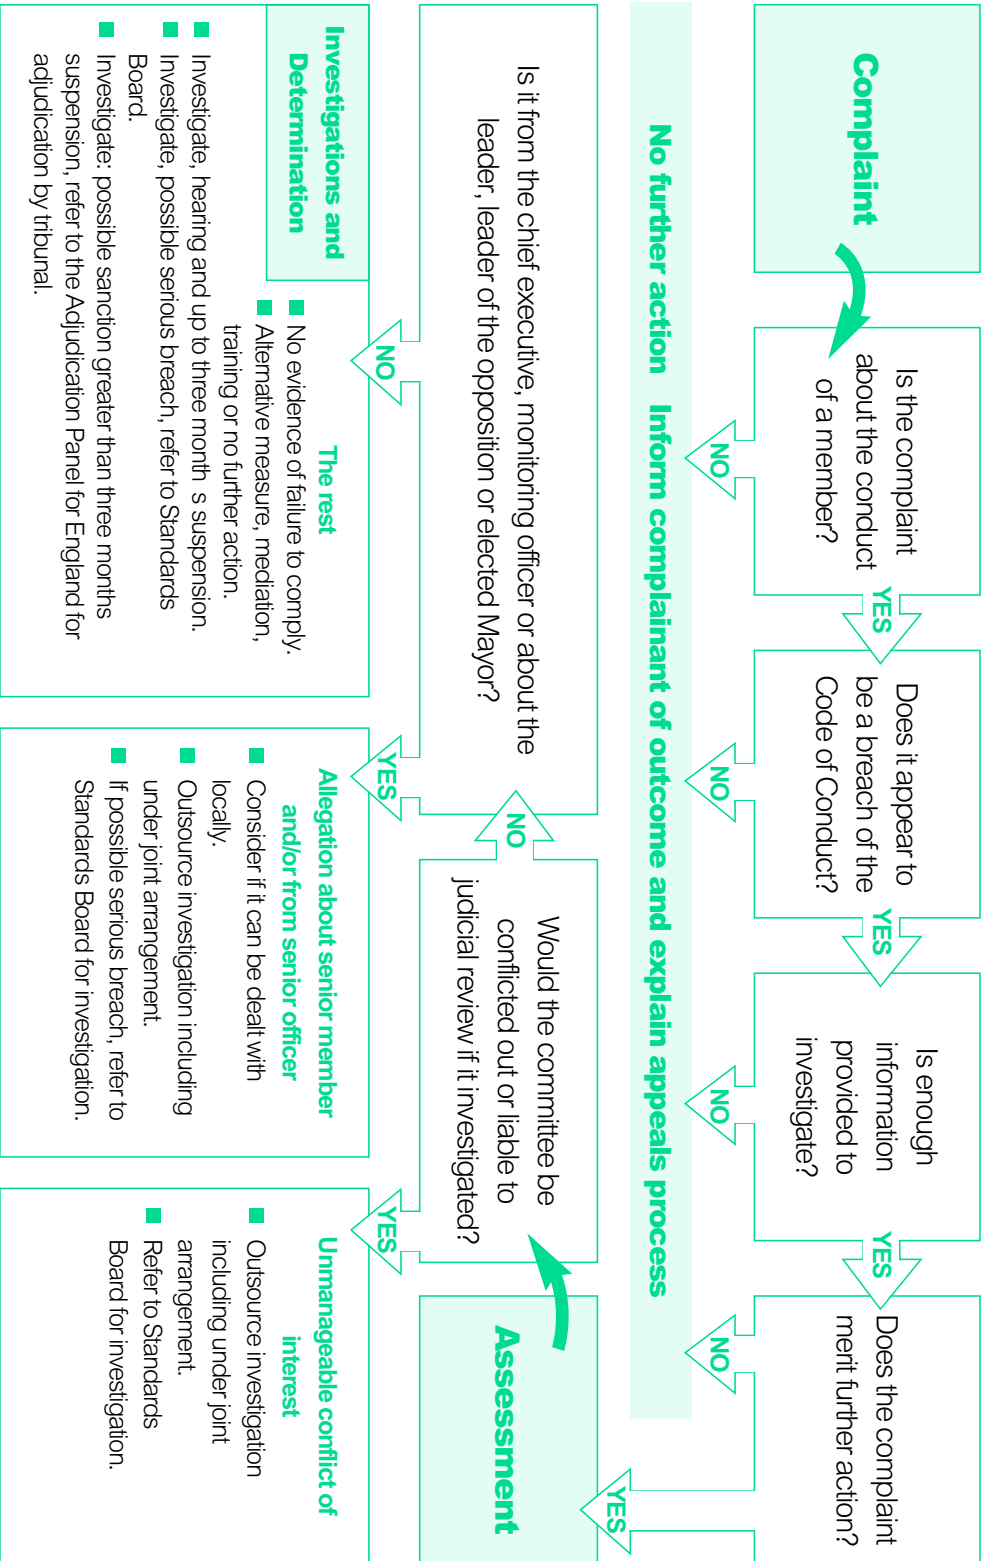 Complaint
Is the complaint
about the conduct
of a member?
YES
NO
Does it appear to
be a breach of the
Code of Conduct?
YES
NO
Is enough
information
provided to
investigate?
YES
NO
Does the complaint
merit further action?
NO
YES
No further action Inform complainant of outcome and explain appeals process
Assessment
Would the committee be
conflicted out or liable to
judicial review if it investigated?
NO
YES
Is it from the chief executive, monitoring officer or about the
leader, leader of the opposition or elected Mayor?
NO
YES
Investigations and
Determination
The rest
No evidence of failure to comply.
Alternative measure, mediation,
training or no further action.
Investigate, hearing and up to three month s suspension.
Investigate, possible serious breach, refer to Standards
Board.
Investigate: possible sanction greater than three months
suspension, refer to the Adjudication Panel for England for
adjudication by tribunal.
Allegation about senior member
and/or from senior officer
Consider if it can be dealt with
locally.
Outsource investigation including
under joint arrangement.
If possible serious breach, refer to
Standards Board for investigation.
Unmanageable conflict of
interest
Outsource investigation
including under joint
arrangement.
Refer to Standards
Board for investigation.